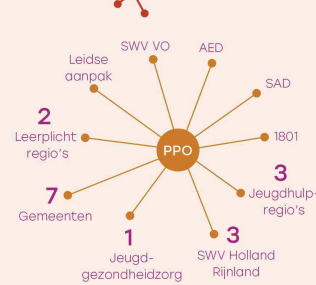 SWV VO
AED
Leidse
aanpak
SAD
2
Leerplicht
regio's
1801
PPO
3
Jeugdhulp-
regio's
7
Gemeenten
1
Jeugd-
gezondheidzorg
3
SWV Holland
Rijnland